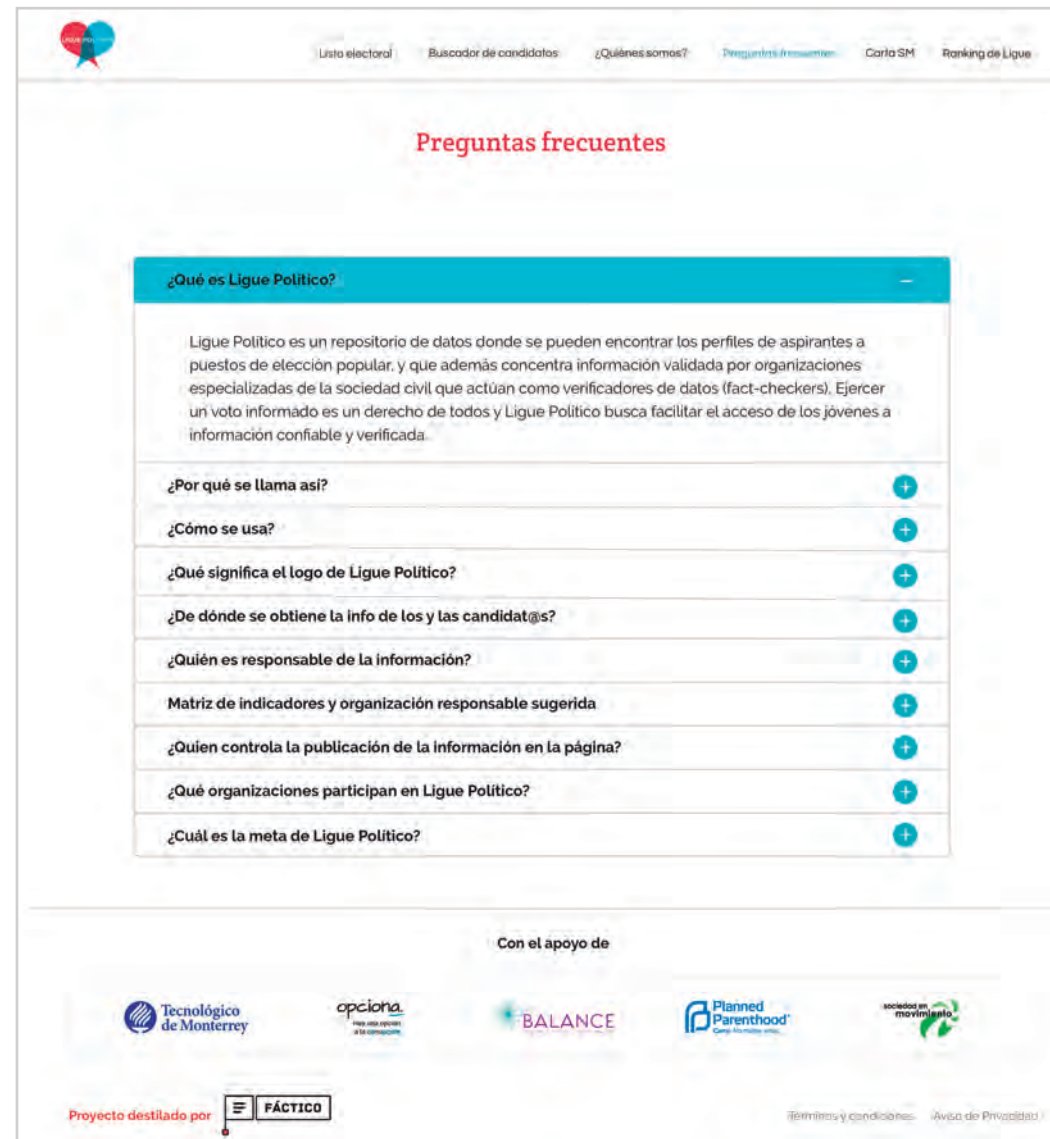 LIGUE POLÍTICO
Lista electoral Buscador de candidatos ¿Quiénes somos? Preguntas frecuentes Carta SM Ranking de Ligue
Preguntas frecuentes
¿Qué es Ligue Político?
Ligue Político es un repositorio de datos donde se pueden encontrar los perfiles de aspirantes a
puestos de elección popular, y que además concentra información validada por organizaciones
especializadas de la sociedad civil que actúan como verificadores de datos (fact-checkers). Ejercer
un voto informado es un derecho de todos y Ligue Político busca facilitar el acceso de los jóvenes a
información confiable y verificada.
¿Por qué se llama así?
¿Cómo se usa?
¿Qué significa el logo de Ligue Político?
¿De dónde se obtiene la info de los y las candidat@s?
¿Quién es responsable de la información?
Matriz de indicadores y organización responsable sugerida
¿Quien controla la publicación de la información en la página?
¿Qué organizaciones participan en Ligue Político?
¿Cuál es la meta de Ligue Político?
Con el apoyo de
Tecnológico
de Monterrey
opciona.
Hay una opción
a la corrupción
BALANCE
Planned
Parenthood
sociedad en
movimiento
Proyecto destilado por FÁCTICO
Términos y condiciones Aviso de Privacidad